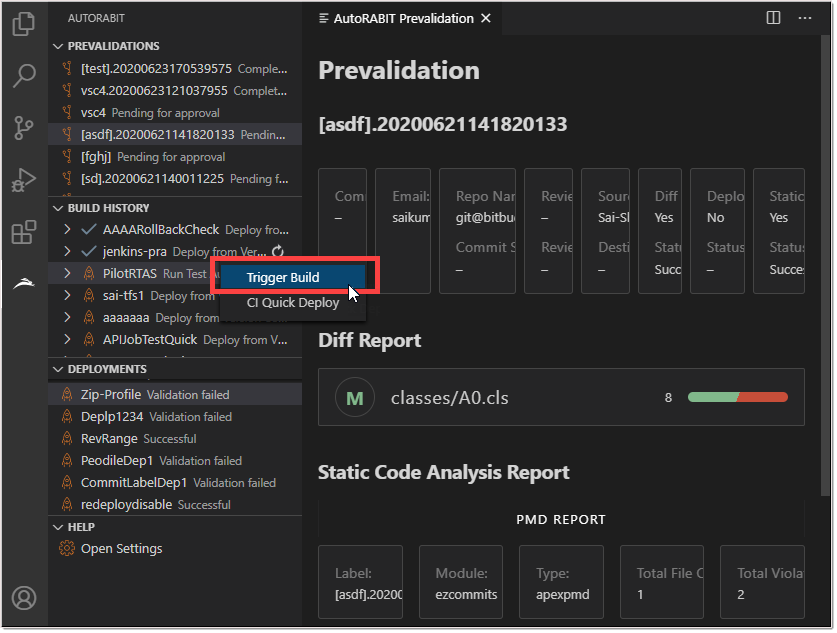 AUTORABIT
PREVALIDATIONS
[test].20200623170539575 Comple...
vsc4.20200623121037955 Complet...
vsc4 Pending for approval
[asdf].20200621141820133 Pendin...
[fghj] Pending for approval
[sd].20200621140011225 Pending f...
BUILD HISTORY
AAAARollBackCheck Deploy fro...
jenkins-pra Deploy from Ver...
PilotRTAS Run Test
sai-tfs1 Deploy from
aaaaaaa Deploy from
APIJobTestQuick Deploy from V...
Trigger Build
CI Quick Deploy
DEPLOYMENTS
Zip-Profile Validation failed
Deplp1234 Validation failed
RevRange Successful
PeodileDep1 Validation failed
CommitLabelDep1 Validation failed
redeploydisable Successful
HELP
Open Settings
AutoRABIT Prevalidation
Prevalidation
[asdf].20200621141820133
Com
–
Email:
saikum
Repo Nar
git@bitbu
Commit S
–
Revie
–
Revie
–
Sour
Sai-Sl
Desti
–
Diff
Yes
Statu
Succ
Deplo
No
Status
–
Static
Yes
Statu
Succe
Diff Report
M classes/A0.cls 8
Static Code Analysis Report
PMD REPORT
Label:
[asdf].20200
Module:
ezcommits
Type:
apexpmd
Total File C
1
Total Viola
2